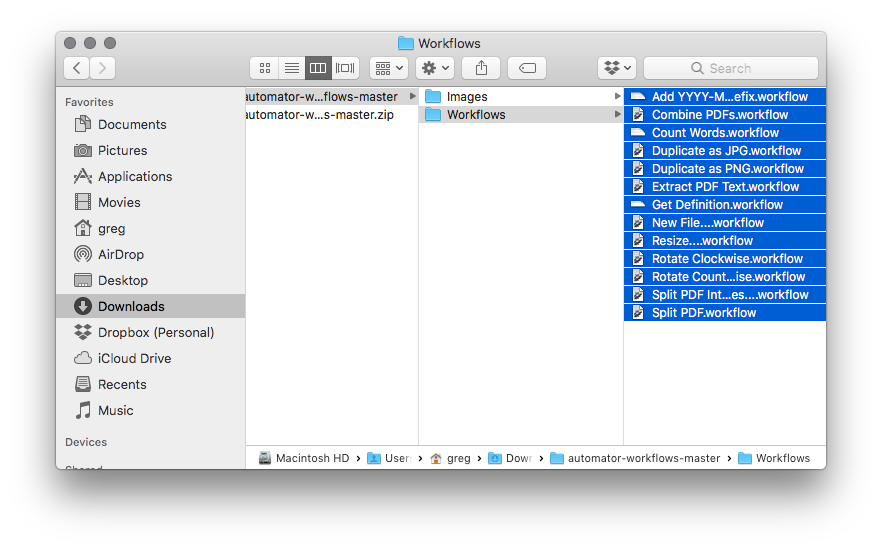 Workflows
Search
Favorites
Documents
Pictures
Applications
Movies
greg
AirDrop
Desktop
Downloads
Dropbox (Personal)
iCloud Drive
Recents
Music
Devices
Shared
automator-w...flows-master
automator-w...s-master.zip
Images
Workflows
Add YYYY-M...efix.workflow
Combine PDFs.workflow
Count Words.workflow
Duplicate as JPG.workflow
Duplicate as PNG.workflow
Extract PDF Text.workflow
Get Definition.workflow
New File....workflow
Resize....workflow
Rotate Clockwise.workflow
Rotate Count...ise.workflow
Split PDF Int...es....workflow
Split PDF.workflow
Macintosh HD › Users › greg › Down › automator-workflows-master › Workflows